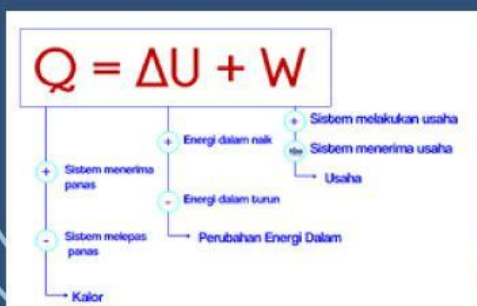 Q = ΔU + W
+ Sistem melakukan usaha
Sistem menerima usaha
Usaha
+ Energi dalam naik
- Energi dalam turun
Perubahan Energi Dalam
+ Sistem menerima
panas
- Sistem melepas
panas
Kalor